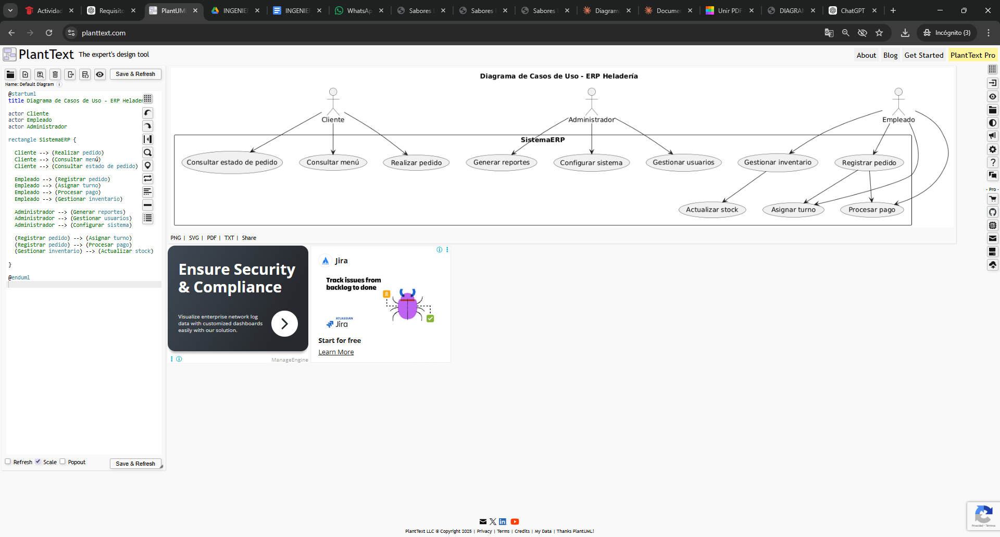 Actividad
Requisito
PlantUML
INGENIE
INGENIE
WhatsAp
Sabores
Sabores
Sabores
Diagram
Docume
Unir PDF
DIAGRA
ChatGPT
planttext.com
Incógnito (3)
PlantText The expert's design tool
About
Blog
Get Started
PlantText Pro
Save & Refresh
Name: Default Diagram
@startuml
title Diagrama de Casos de Uso - ERP Helader
actor Cliente
actor Empleado
actor Administrador
rectangle SistemaERP {
Cliente --> (Realizar pedido)
Cliente --> (Consultar menú)
Cliente --> (Consultar estado de pedido)
Empleado --> (Registrar pedido)
Empleado --> (Asignar turno)
Empleado --> (Procesar pago)
Empleado --> (Gestionar inventario)
Administrador --> (Generar reportes)
Administrador --> (Gestionar usuarios)
Administrador --> (Configurar sistema)
(Registrar pedido) --> (Asignar turno)
(Registrar pedido) --> (Procesar pago)
(Gestionar inventario) --> (Actualizar stock)
}
@enduml
Refresh
Scale
Popout
Save & Refresh
Diagrama de Casos de Uso - ERP Heladería
Cliente
Administrador
Empleado
SistemaERP
Consultar estado de pedido
Consultar menú
Realizar pedido
Generar reportes
Configurar sistema
Gestionar usuarios
Gestionar inventario
Registrar pedido
Actualizar stock
Asignar turno
Procesar pago
PNG | SVG | PDF | TXT | Share
- Pro -
AI
Ensure Security
& Compliance
Visualize enterprise network log
data with customized dashboards
easily with our solution.
ManageEngine
Jira
Track issues from
backlog to done
ATLASSIAN
Jira
Start for free
Learn More
PlantText LLC © Copyright 2025 | Privacy | Terms | Credits | My Data | Thanks PlantUML!
Privacidad - Términos